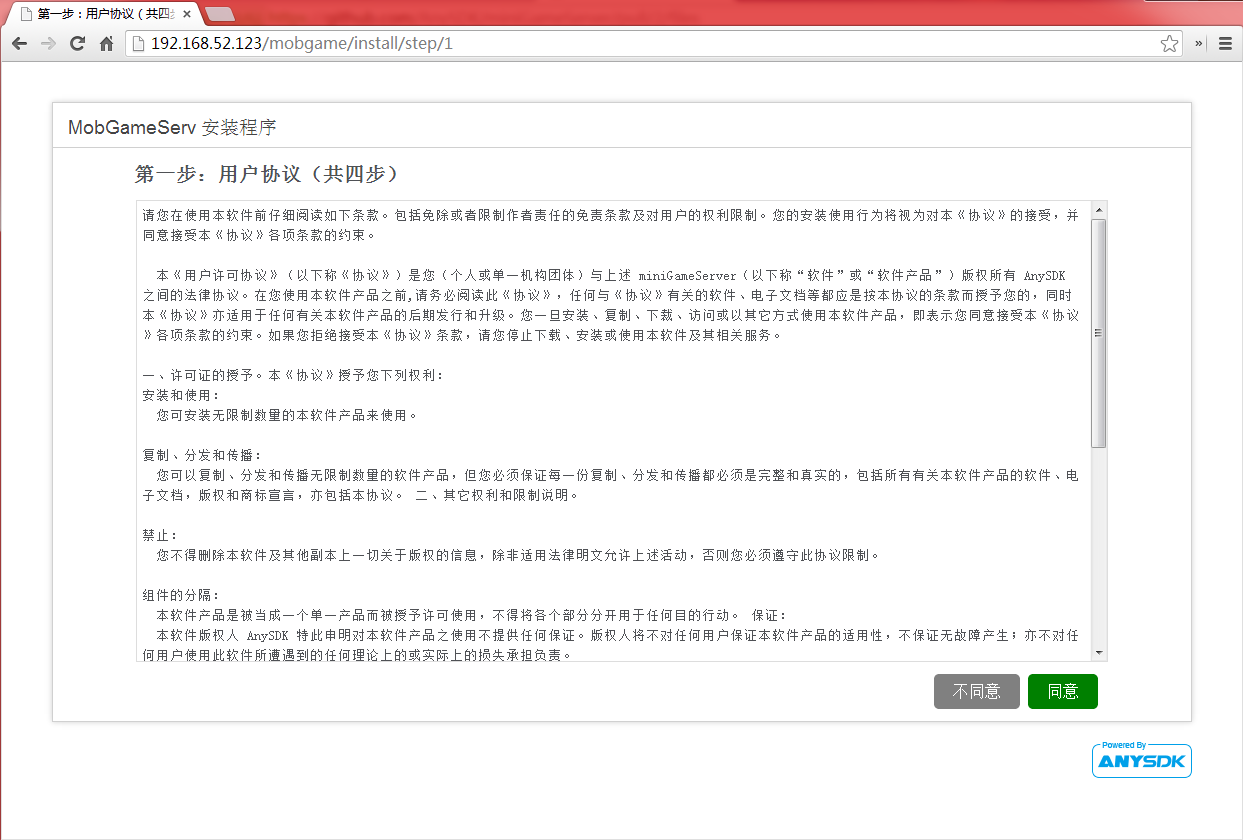 第一步：用户协议（共四
192.168.52.123/mobgame/install/step/1
MobGameServ 安装程序
第一步：用户协议（共四步）
请您在使用本软件前仔细阅读如下条款。包括免除或者限制作者责任的免责条款及对用户的权利限制。您的安装使用行为将视为对本《协议》的接受，并
同意接受本《协议》各项条款的约束。
本《用户许可协议》（以下称《协议》）是您（个人或单一机构团体）与上述 miniGameServer（以下称“软件”或“软件产品”）版权所有 AnySDK
之间的法律协议。在您使用本软件产品之前,请务必阅读此《协议》，任何与《协议》有关的软件、电子文档等都应是按本协议的条款而授予您的，同时
本《协议》亦适用于任何有关本软件产品的后期发行和升级。您一旦安装、复制、下载、访问或以其它方式使用本软件产品，即表示您同意接受本《协议
》各项条款的约束。如果您拒绝接受本《协议》条款，请您停止下载、安装或使用本软件及其相关服务。
一、许可证的授予。本《协议》授予您下列权利：
安装和使用：
您可安装无限制数量的本软件产品来使用。
复制、分发和传播：
您可以复制、分发和传播无限制数量的软件产品，但您必须保证每一份复制、分发和传播都必须是完整和真实的，包括所有有关本软件产品的软件、电
子文档，版权和商标宣言，亦包括本协议。 二、其它权利和限制说明。
禁止：
您不得删除本软件及其他副本上一切关于版权的信息，除非适用法律明文允许上述活动，否则您必须遵守此协议限制。
组件的分隔：
本软件产品是被当成一个单一产品而被授予许可使用，不得将各个部分分开用于任何目的行动。 保证：
本软件版权人 AnySDK 特此申明对本软件产品之使用不提供任何保证。版权人将不对任何用户保证本软件产品的适用性，不保证无故障产生；亦不对任
何用户使用此软件所遭遇到的任何理论上的或实际上的损失承担负责。
不同意
同意
Powered By
ANYSDK